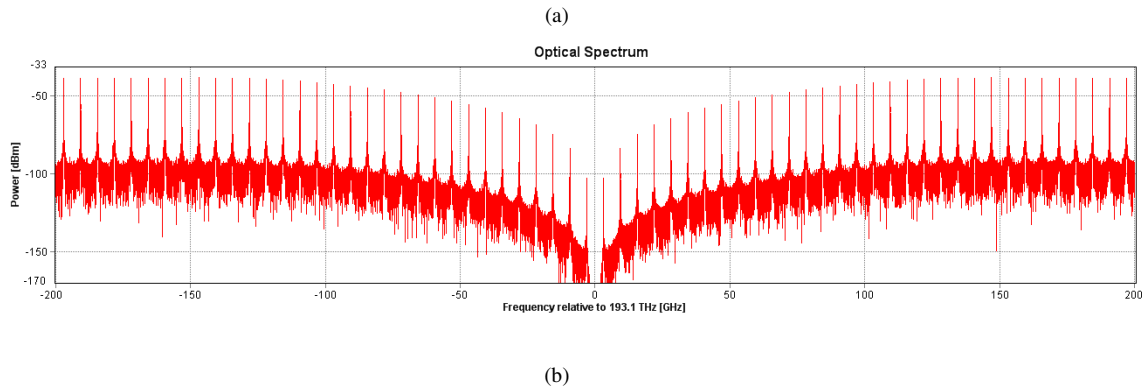 (a)
Optical Spectrum
-33
-50
-100
-150
-170
Power [dBm]
-200 -150 -100 -50 0 50 100 150 200
Frequency relative to 193.1 THz [GHz]
(b)